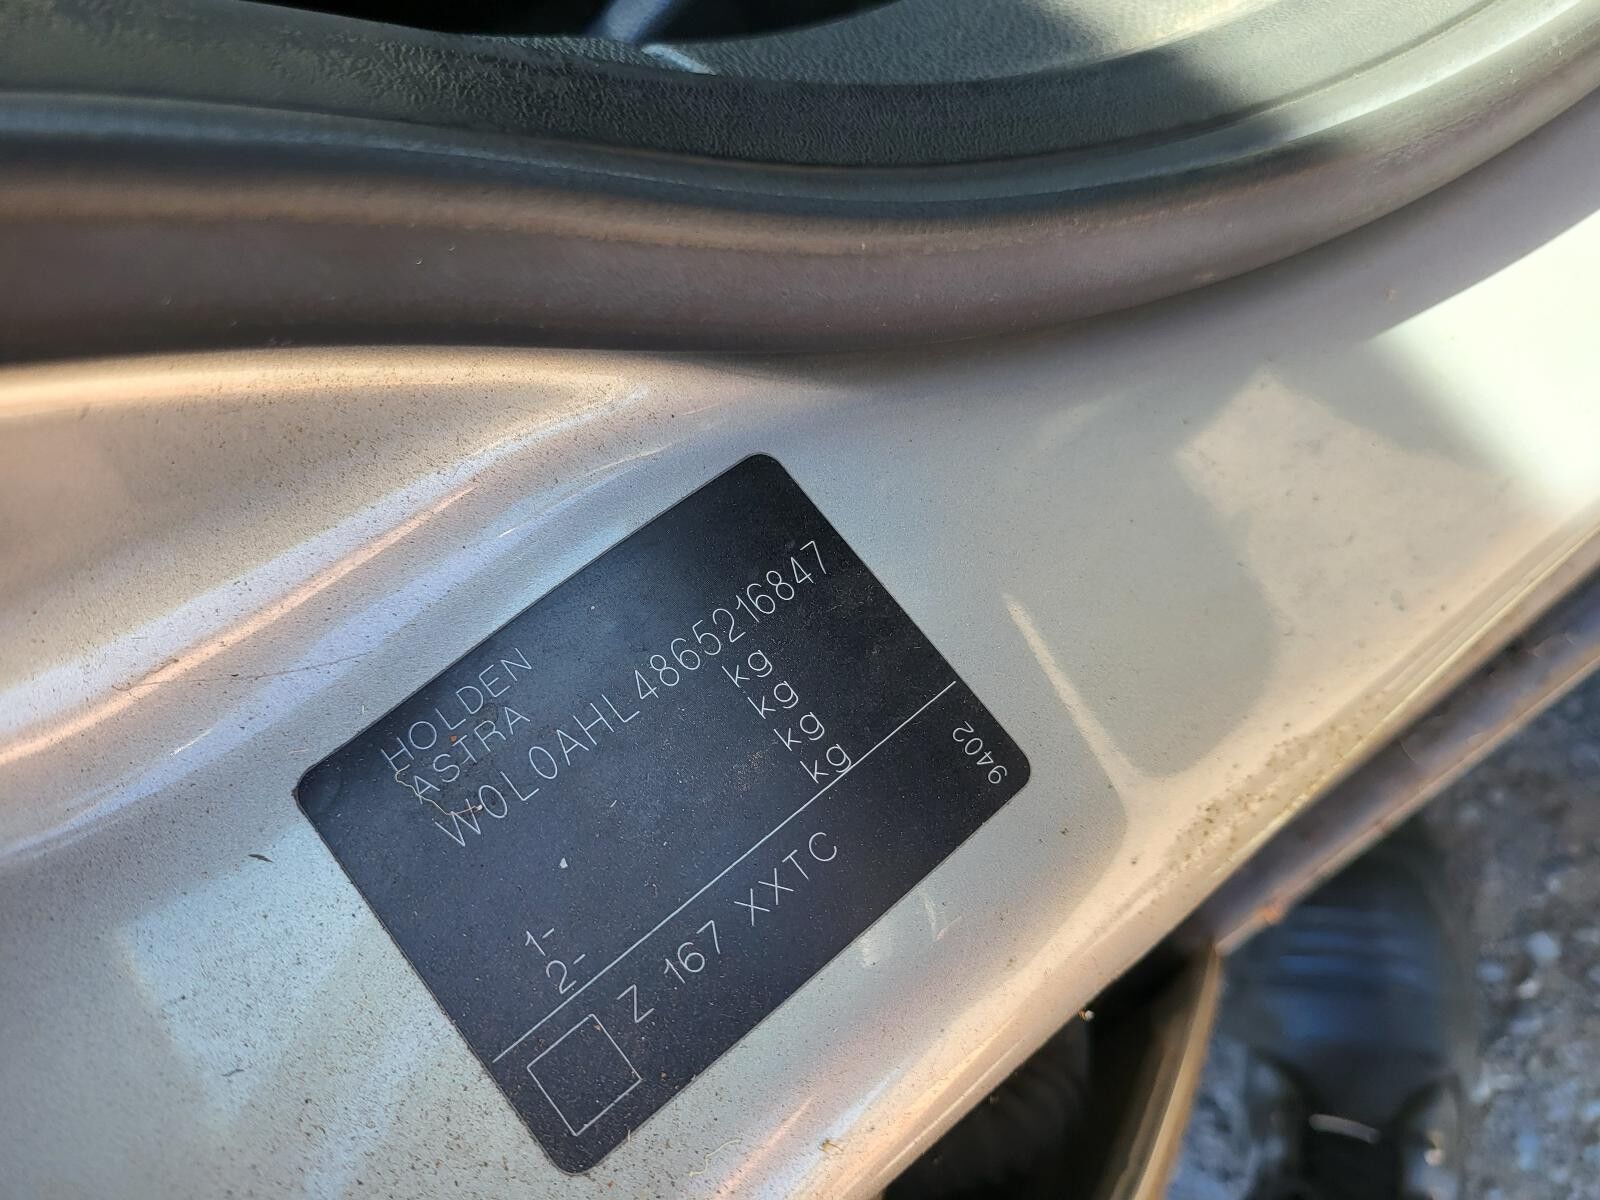 HOLDEN
ASTRA
W0L0AHL4865216847
kg
kg
1- kg
2- kg
Z 167 XXTC
9402